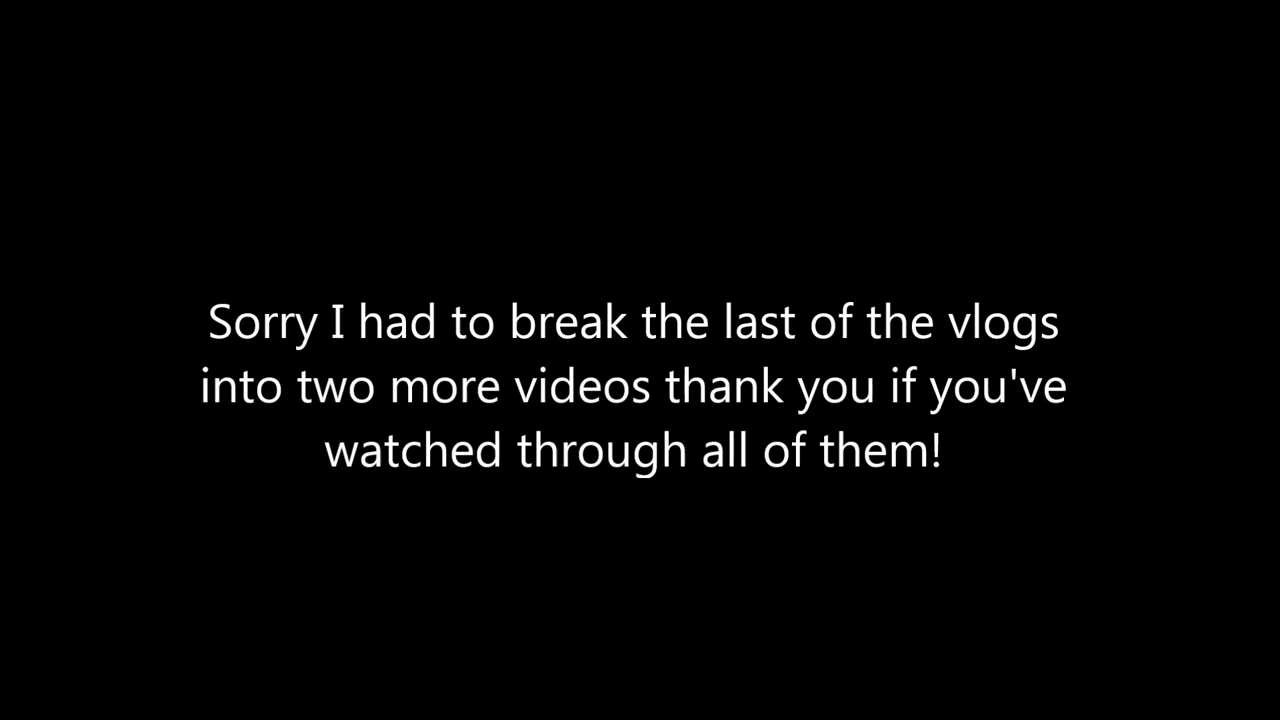 Sorry I had to break the last of the vlogs
into two more videos thank you if you've
watched through all of them!